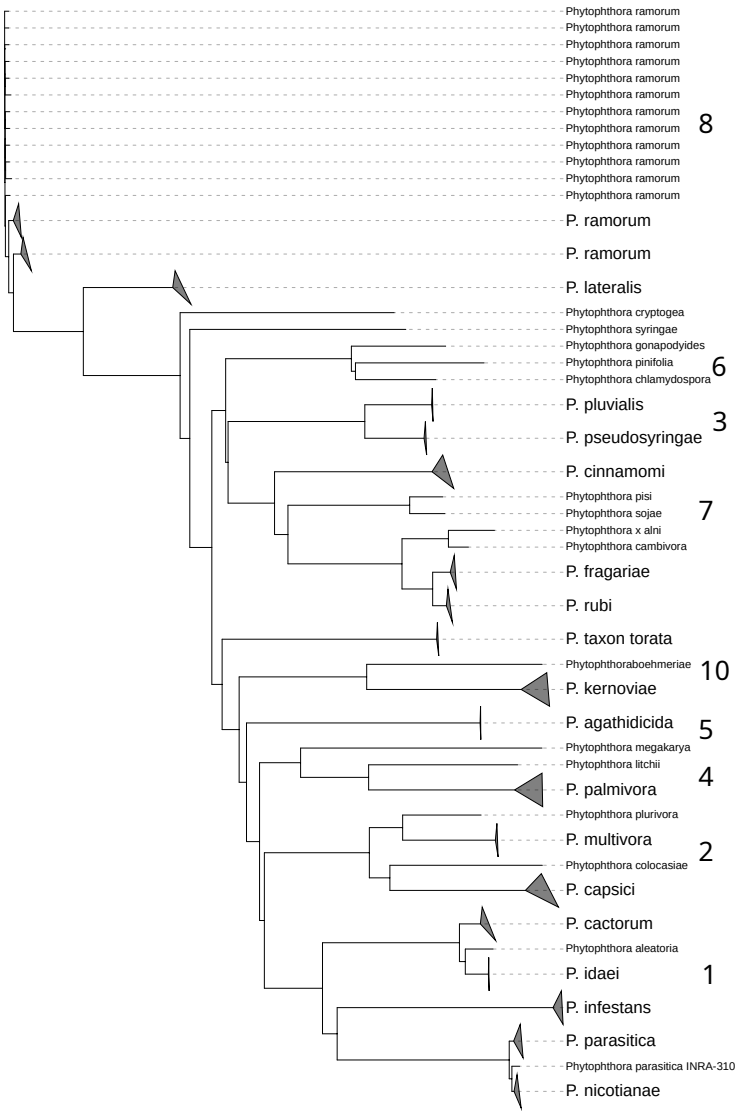 Phytophthora ramorum
Phytophthora ramorum
Phytophthora ramorum
Phytophthora ramorum
Phytophthora ramorum
Phytophthora ramorum
Phytophthora ramorum
Phytophthora ramorum
8
Phytophthora ramorum
Phytophthora ramorum
Phytophthora ramorum
Phytophthora ramorum
P. ramorum
P. ramorum
P. lateralis
Phytophthora cryptogea
Phytophthora syringae
Phytophthora gonapodyides
Phytophthora pinifolia
6
Phytophthora chlamydospora
P. pluvialis
3
P. pseudosyringae
P. cinnamomi
Phytophthora pisi
7
Phytophthora sojae
Phytophthora x alni
Phytophthora cambivora
P. fragariae
P. rubi
P. taxon torata
Phytophthoraboehmeriae
10
P. kernoviae
P. agathidicida
5
Phytophthora megakarya
Phytophthora litchii
4
P. palmivora
Phytophthora plurivora
P. multivora
2
Phytophthora colocasiae
P. capsici
P. cactorum
Phytophthora aleatoria
P. idaei
1
P. infestans
P. parasitica
Phytophthora parasitica INRA-310
P. nicotianae